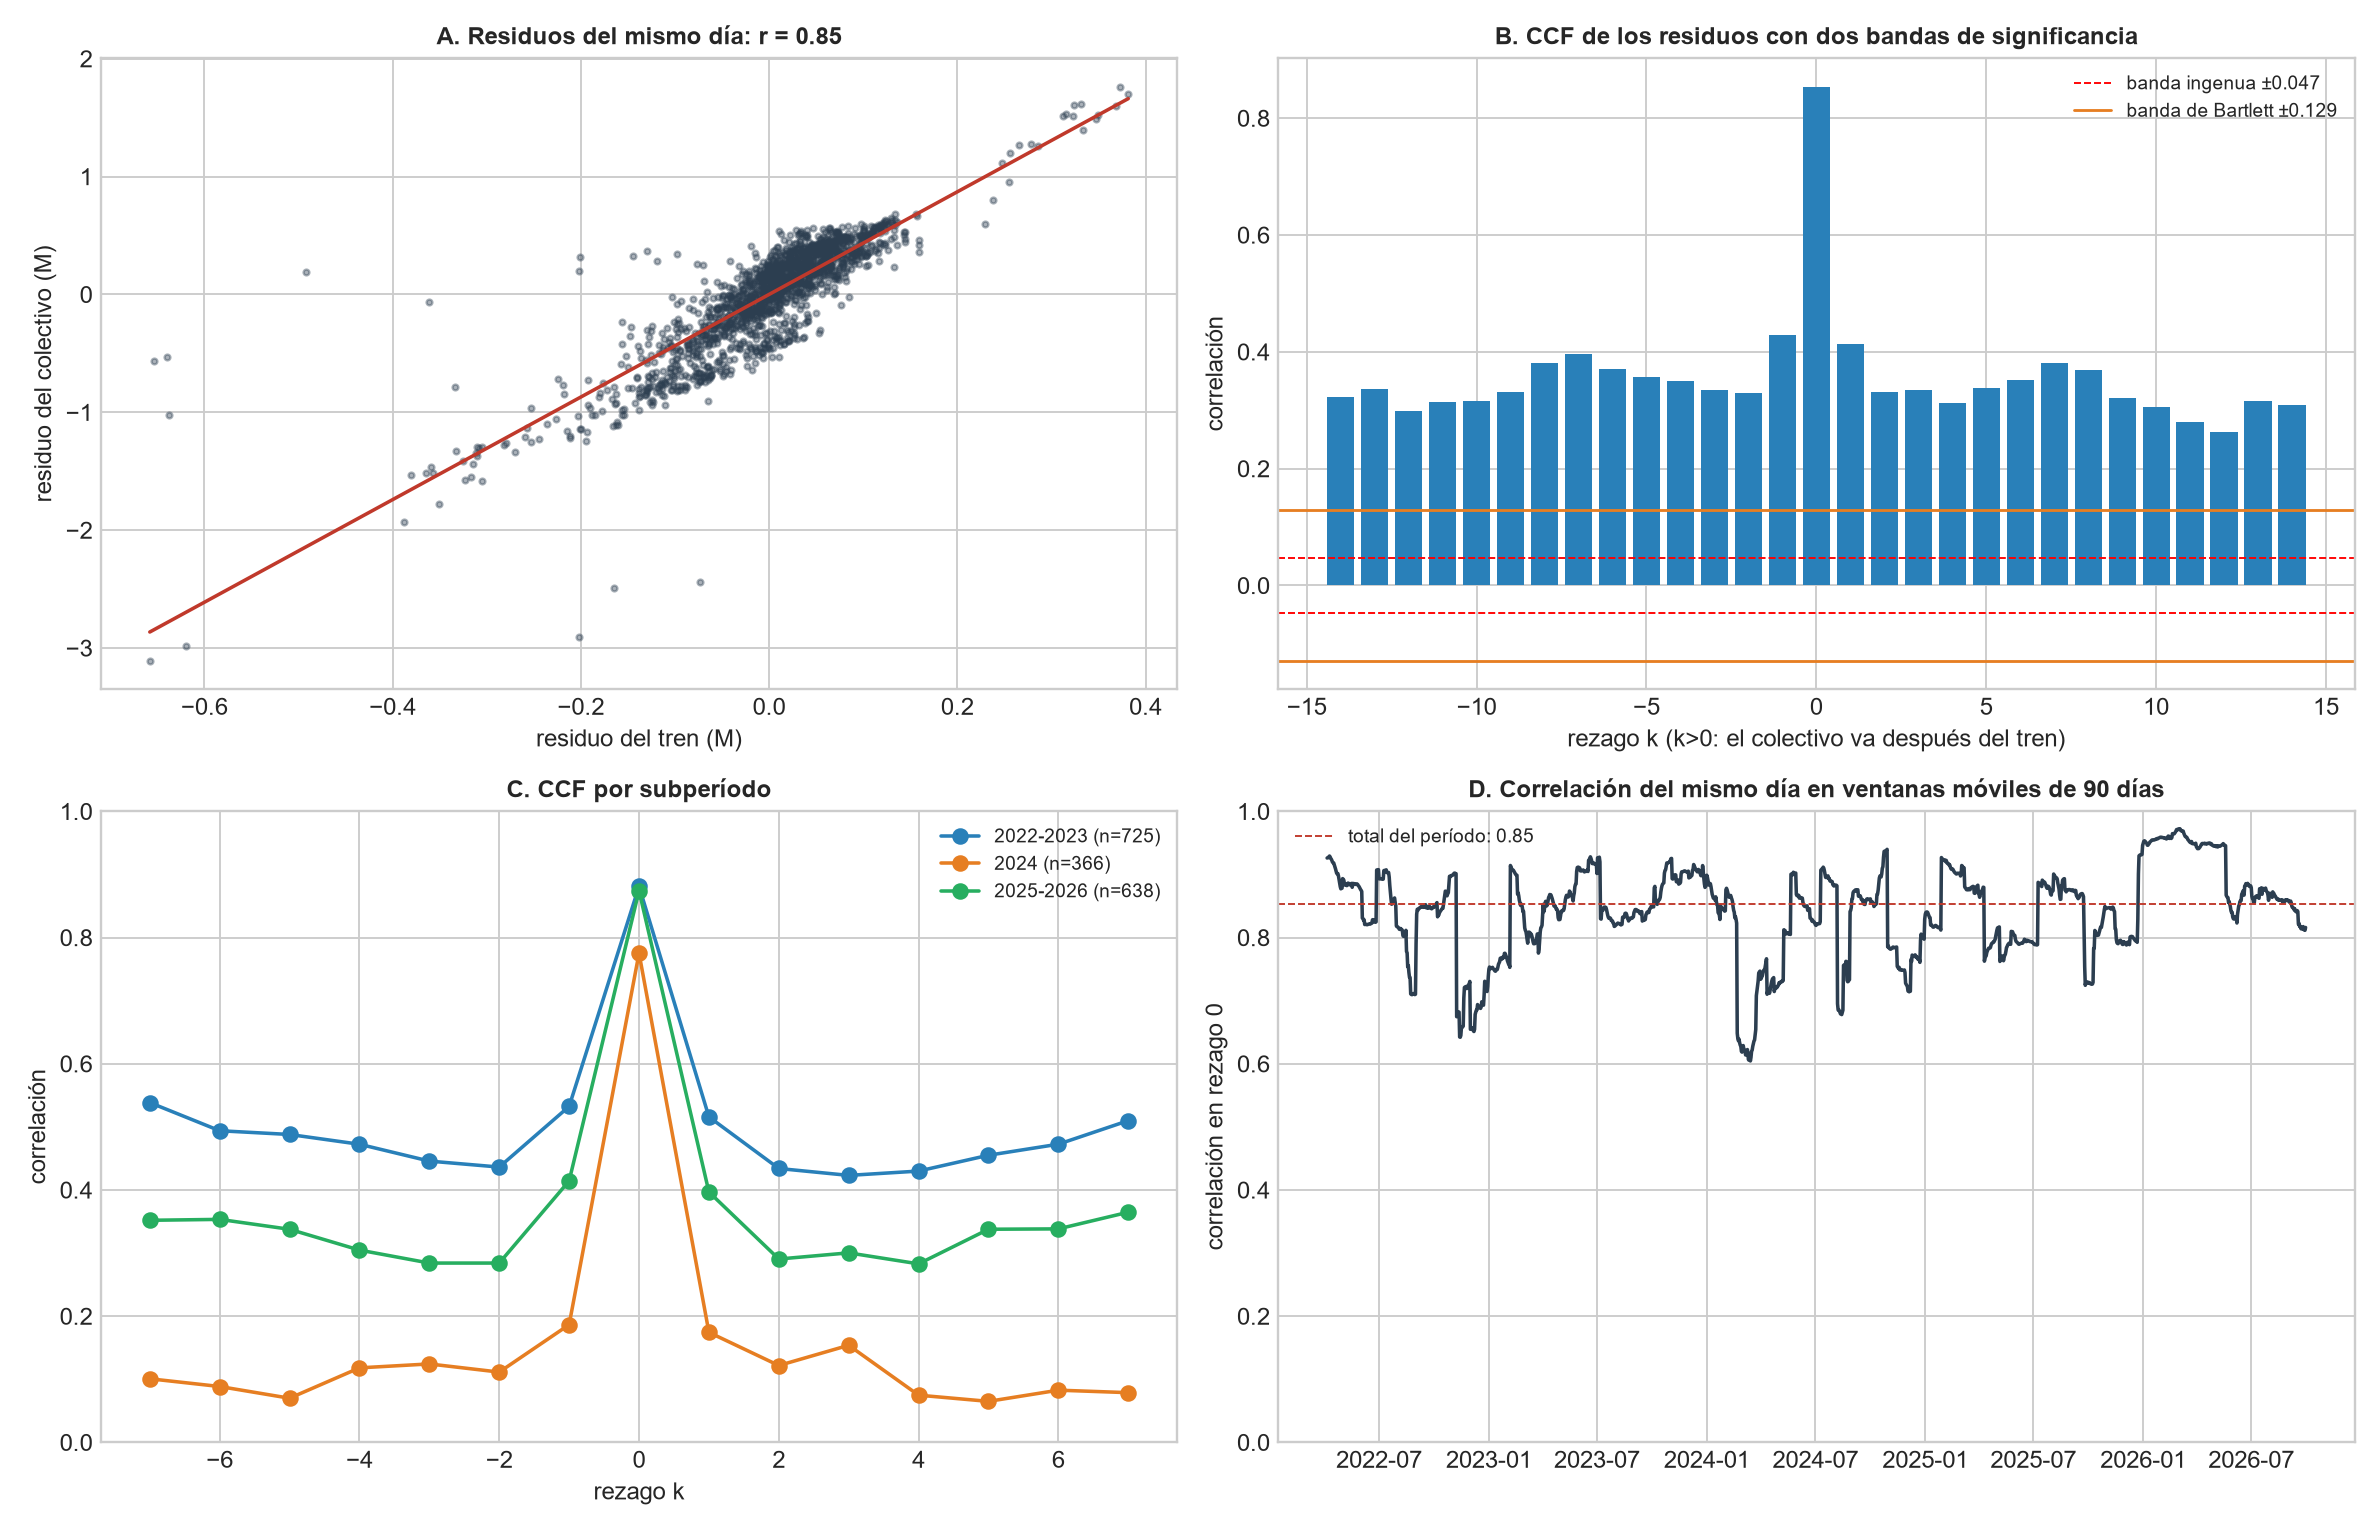 A. Residuos del mismo día: r = 0.85
2
1
0
−1
−2
−3
residuo del colectivo (M)
−0.6 −0.4 −0.2 0.0 0.2 0.4
residuo del tren (M)
B. CCF de los residuos con dos bandas de significancia
banda ingenua ±0.047
banda de Bartlett ±0.129
0.8
0.6
0.4
0.2
0.0
correlación
−15 −10 −5 0 5 10 15
rezago k (k>0: el colectivo va después del tren)
C. CCF por subperíodo
2022-2023 (n=725)
2024 (n=366)
2025-2026 (n=638)
1.0
0.8
0.6
0.4
0.2
0.0
correlación
−6 −4 −2 0 2 4 6
rezago k
D. Correlación del mismo día en ventanas móviles de 90 días
total del período: 0.85
1.0
0.8
0.6
0.4
0.2
0.0
correlación en rezago 0
2022-07 2023-01 2023-07 2024-01 2024-07 2025-01 2025-07 2026-01 2026-07